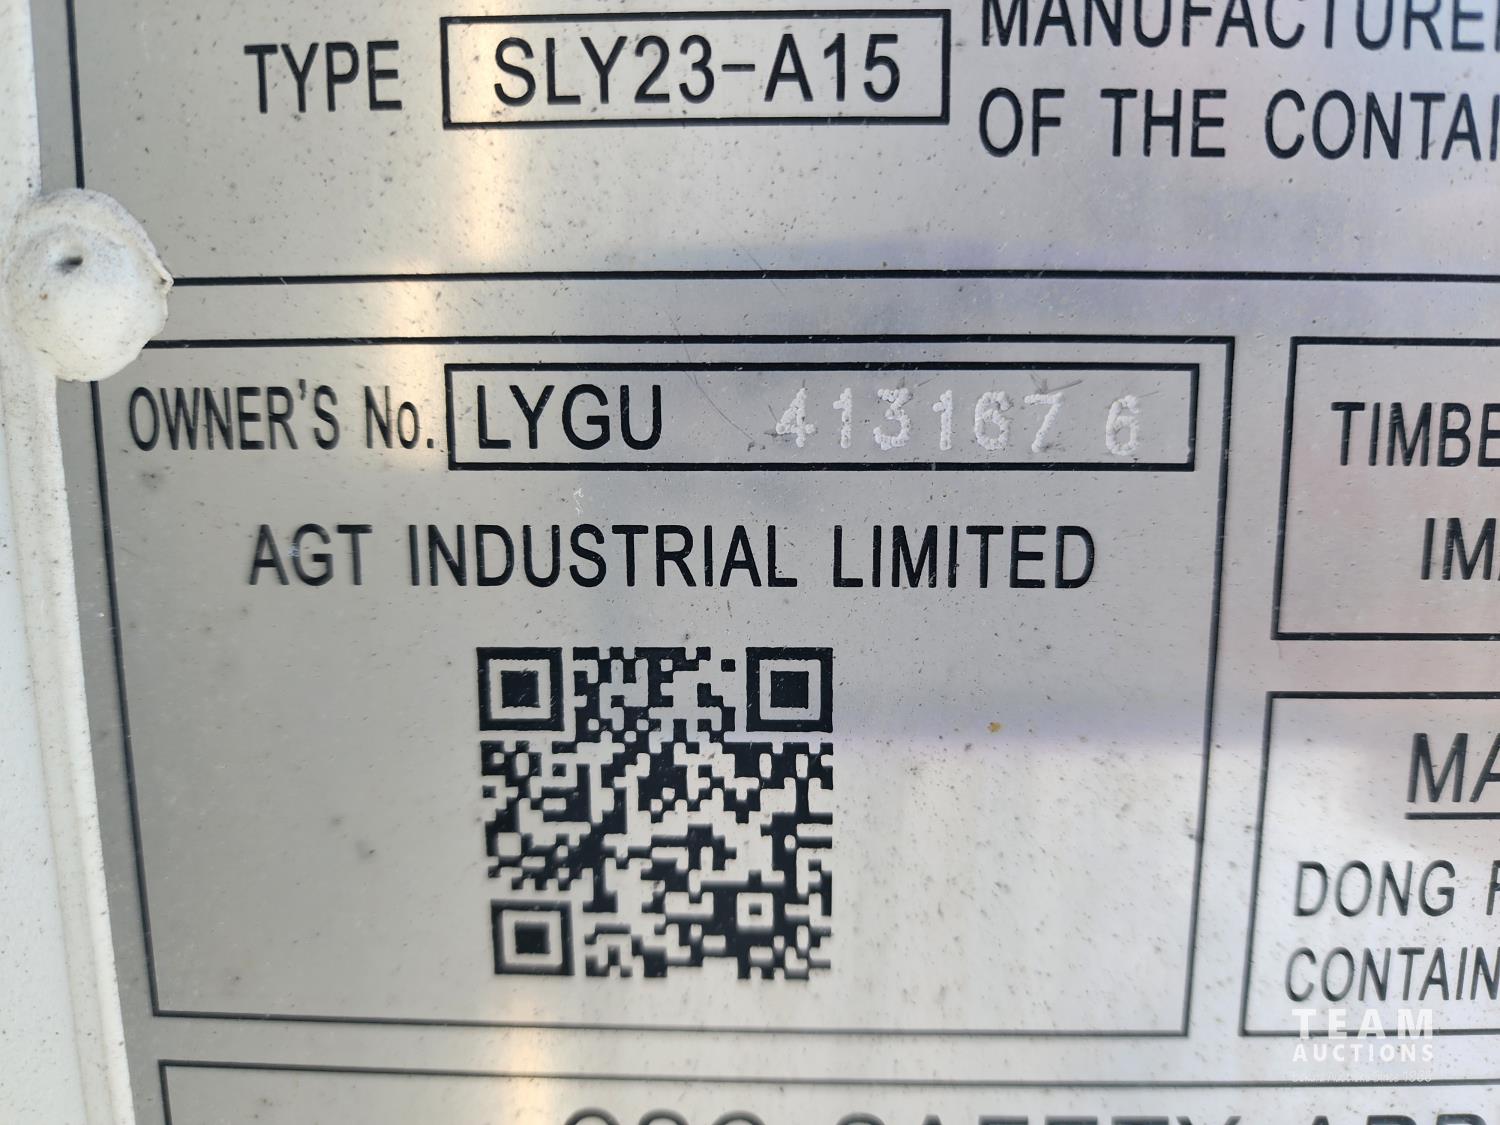 TYPE SLY23-A15
MANUFACTURE
OF THE CONTAI
OWNER'S No. LYGU 413167 6
AGT INDUSTRIAL LIMITED
TIMBE
IM
MA
DONG
CONTAIN
TEAM
AUCTIONS